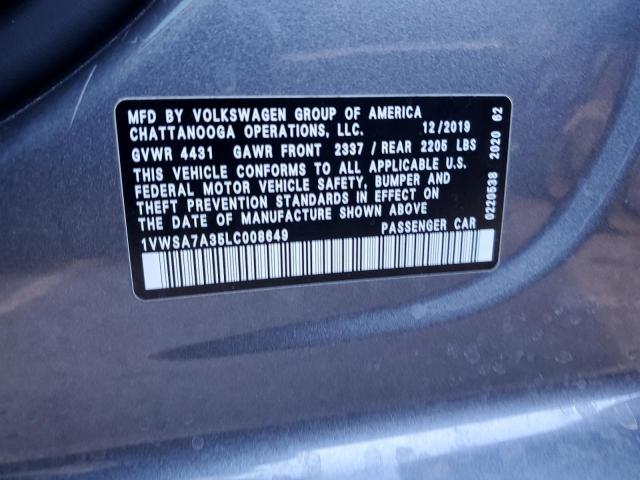 MFD BY VOLKSWAGEN GROUP OF AMERICA
CHATTANOOGA OPERATIONS, LLC. 12/2019
GVWR 4431 GAWR FRONT 2337 / REAR 2205 LBS
THIS VEHICLE CONFORMS TO ALL APPLICABLE U.S.
FEDERAL MOTOR VEHICLE SAFETY, BUMPER AND
THEFT PREVENTION STANDARDS IN EFFECT ON
THE DATE OF MANUFACTURE SHOWN ABOVE
1VWSA7A35LC008649 PASSENGER CAR
0220538 2020 62